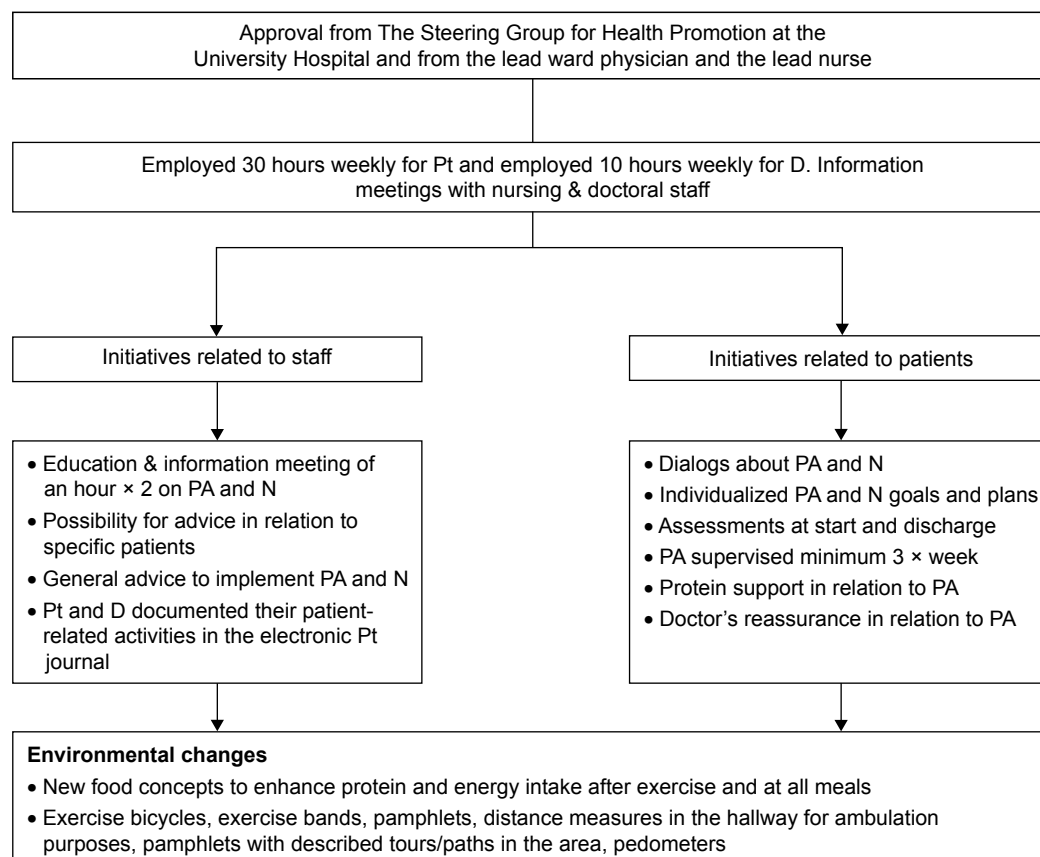 Approval from The Steering Group for Health Promotion at the
University Hospital and from the lead ward physician and the lead nurse
Employed 30 hours weekly for Pt and employed 10 hours weekly for D. Information
meetings with nursing & doctoral staff
Initiatives related to staff
Initiatives related to patients
• Education & information meeting of
an hour × 2 on PA and N
• Possibility for advice in relation to
specific patients
• General advice to implement PA and N
• Pt and D documented their patient-
related activities in the electronic Pt
journal
• Dialogs about PA and N
• Individualized PA and N goals and plans
• Assessments at start and discharge
• PA supervised minimum 3 × week
• Protein support in relation to PA
• Doctor’s reassurance in relation to PA
Environmental changes
• New food concepts to enhance protein and energy intake after exercise and at all meals
• Exercise bicycles, exercise bands, pamphlets, distance measures in the hallway for ambulation
purposes, pamphlets with described tours/paths in the area, pedometers